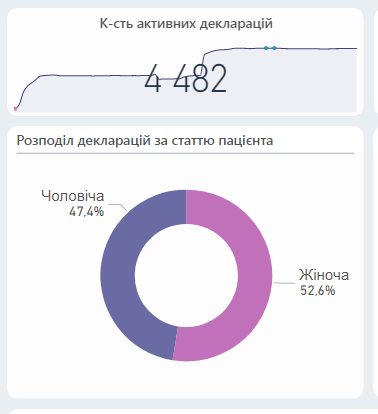 К-сть активних декларацій
4 482
Розподіл декларацій за статтю пацієнта
Чоловіча
47,4%
Жіноча
52,6%